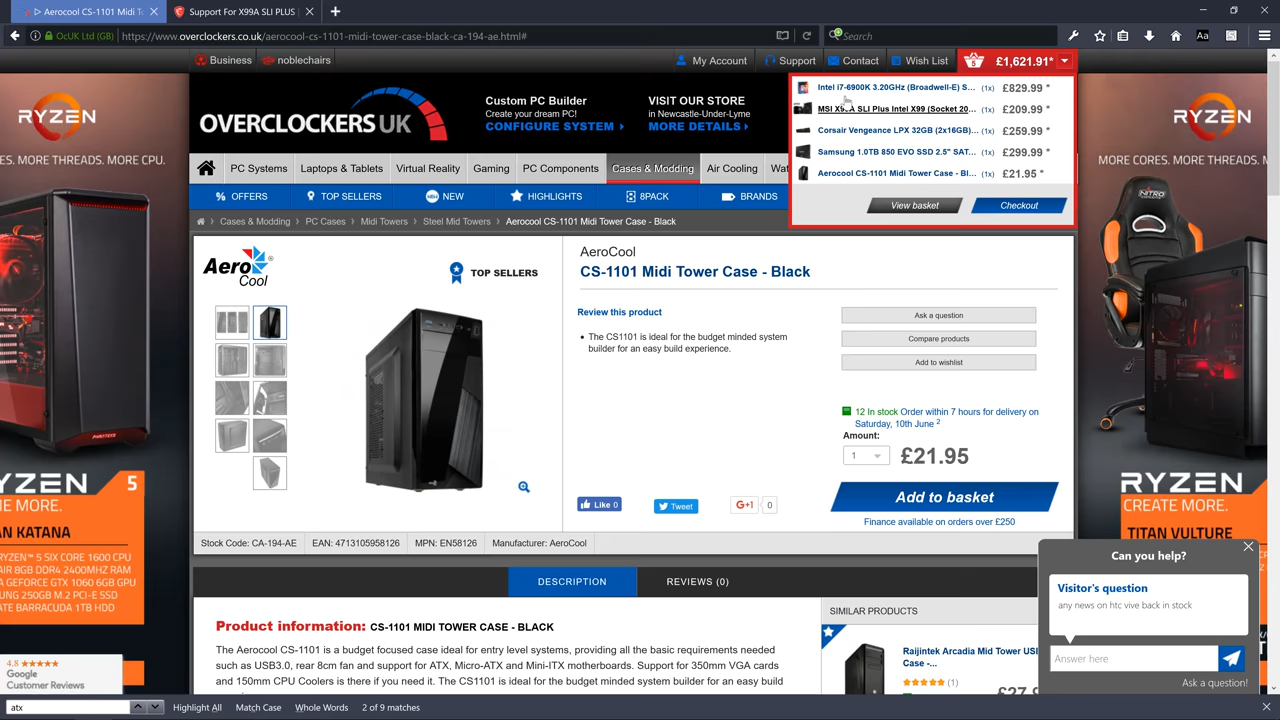 ▷ Aerocool CS-1101 Midi T
Support For X99A SLI PLUS
OcUK Ltd (GB)
https://www.overclockers.co.uk/aerocool-cs-1101-midi-tower-case-black-ca-194-ae.html#
Search
Business
noblechairs
My Account
Support
Contact
Wish List
5
£1,621.91*
OVERCLOCKERS UK
Custom PC Builder
Create your dream PC!
CONFIGURE SYSTEM
VISIT OUR STORE
in Newcastle-Under-Lyme
MORE DETAILS
Intel i7-6900K 3.20GHz (Broadwell-E) S... (1x) £829.99 *
SLI Plus Intel X99 (Socket 20... (1x) £209.99 *
Corsair Vengeance LPX 32GB (2x16GB)... (1x) £259.99 *
Samsung 1.0TB 850 EVO SSD 2.5" SAT... (1x) £299.99 *
Aerocool CS-1101 Midi Tower Case - Bl... (1x) £21.95 *
View basket
Checkout
PC Systems
Laptops & Tablets
Virtual Reality
Gaming
PC Components
Cases & Modding
Air Cooling
Wat
OFFERS
TOP SELLERS
NEW
HIGHLIGHTS
8PACK
BRANDS
Cases & Modding
PC Cases
Midi Towers
Steel Mid Towers
Aerocool CS-1101 Midi Tower Case - Black
Aero
Cool
TOP SELLERS
AeroCool
CS-1101 Midi Tower Case - Black
Review this product
• The CS1101 is ideal for the budget minded system
builder for an easy build experience.
Ask a question
Compare products
Add to wishlist
12 In stock Order within 7 hours for delivery on
Saturday, 10th June 2
Amount:
1
£21.95
Add to basket
Finance available on orders over £250
Like 0
Tweet
G+1
0
Stock Code: CA-194-AE
EAN: 4713105958126
MPN: EN58126
Manufacturer: AeroCool
DESCRIPTION
REVIEWS (0)
Product information: CS-1101 MIDI TOWER CASE - BLACK
The Aerocool CS-1101 is a budget focused case ideal for entry level systems, providing all the basic requirements needed
such as USB3.0, rear 8cm fan and support for ATX, Micro-ATX and Mini-ITX motherboards. Support for 350mm VGA cards
and 150mm CPU Coolers is there if you need it. The CS1101 is ideal for the budget minded system builder for an easy build
SIMILAR PRODUCTS
Raijintek Arcadia Mid Tower USI
Case -...
(1)
RYZEN
ES. MORE THREADS. MORE CPU.
YZEN 5
E MORE.
AN KATANA
RYZEN™ 5 SIX CORE 1600 CPU
AIR 8GB DDR4 2400MHZ RAM
A GEFORCE GTX 1060 6GB GPU
UNG 250GB M.2 PCI-E SSD
ATE BARRACUDA 1TB HDD
4.8
Google
Customer Reviews
RYZEN
MORE CORES. MORE THREADS.
NITRO
RYZEN
CREATE MORE.
TITAN VULTURE
Can you help?
Visitor's question
any news on htc vive back in stock
Answer here
Ask a question!
atx
Highlight All
Match Case
Whole Words
2 of 9 matches